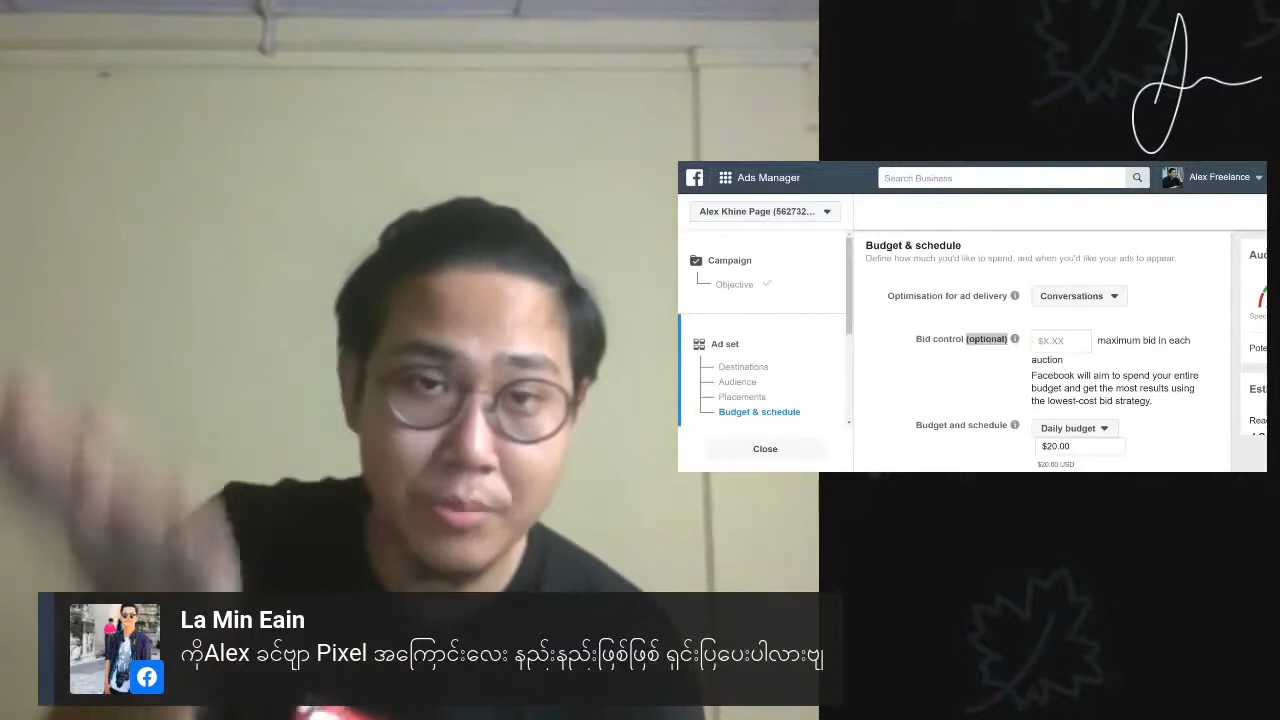 Ads Manager
Search Business
Alex Freelance
Alex Khine Page (562732...
Campaign
Objective
Ad set
Destinations
Audience
Placements
Budget & schedule
Close
Budget & schedule
Define how much you'd like to spend, and when you'd like your ads to appear.
Optimisation for ad delivery
Conversations
Bid control (optional)
$X.XX
maximum bid in each
auction
Facebook will aim to spend your entire
budget and get the most results using
the lowest-cost bid strategy.
Budget and schedule
Daily budget
$20.00
$20.00 USD
La Min Eain
ကိုAlex ခင်ဗျာ Pixel အကြောင်းလေး နည်းနည်းဖြစ်ဖြစ် ရှင်းပြပေးပါလားဗျ